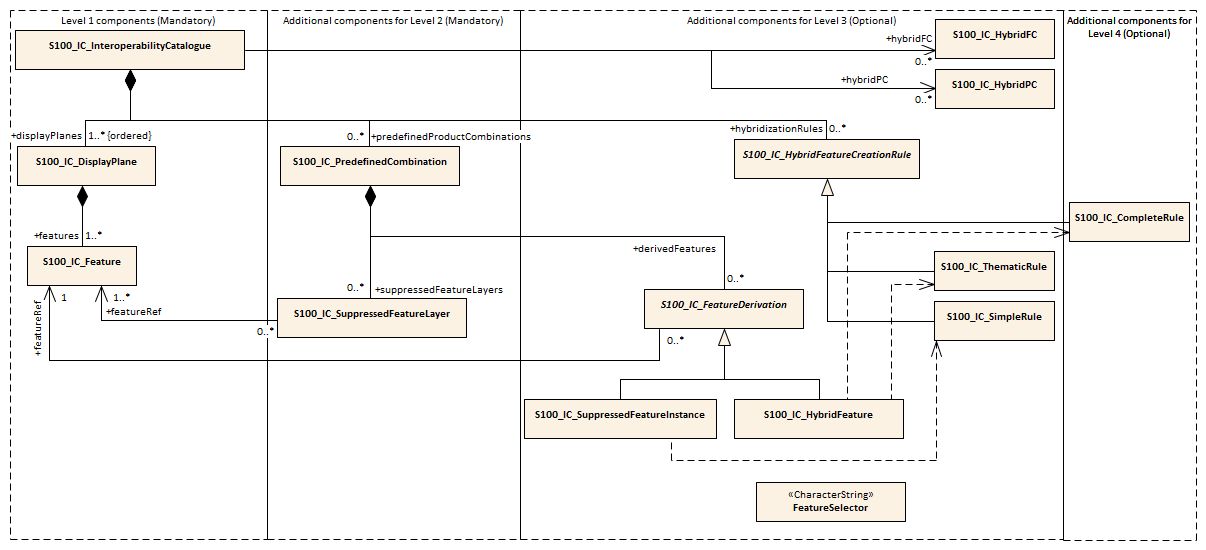 Level 1 components (Mandatory)
Additional components for Level 2 (Mandatory)
Additional components for Level 3 (Optional)
Additional components for
Level 4 (Optional)
S100_IC_InteroperabilityCatalogue
+hybridFC
0..*
S100_IC_HybridFC
+hybridPC
0..*
S100_IC_HybridPC
+displayPlanes
1..* {ordered}
0..*
+predefinedProductCombinations
+hybridizationRules
0..*
S100_IC_DisplayPlane
S100_IC_PredefinedCombination
S100_IC_HybridFeatureCreationRule
S100_IC_CompleteRule
+features
1..*
+derivedFeatures
0..*
S100_IC_Feature
S100_IC_ThematicRule
0..*
+suppressedFeatureLayers
1
1..*
+featureRef
0..*
S100_IC_SuppressedFeatureLayer
S100_IC_FeatureDerivation
S100_IC_SimpleRule
+featureRef
0..*
S100_IC_SuppressedFeatureInstance
S100_IC_HybridFeature
«CharacterString»
FeatureSelector